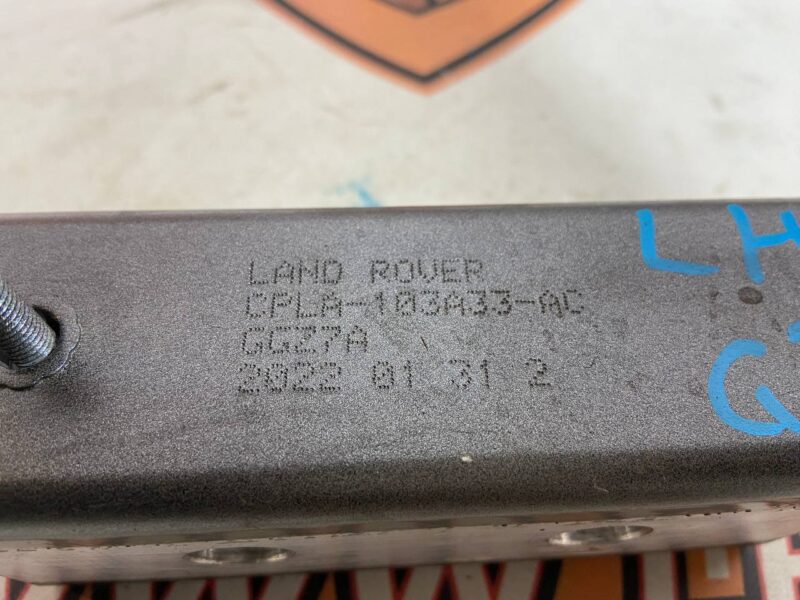 LAND ROVER
CPLA-103A33-AC
GGZ7A
2022 01 31 2
LH